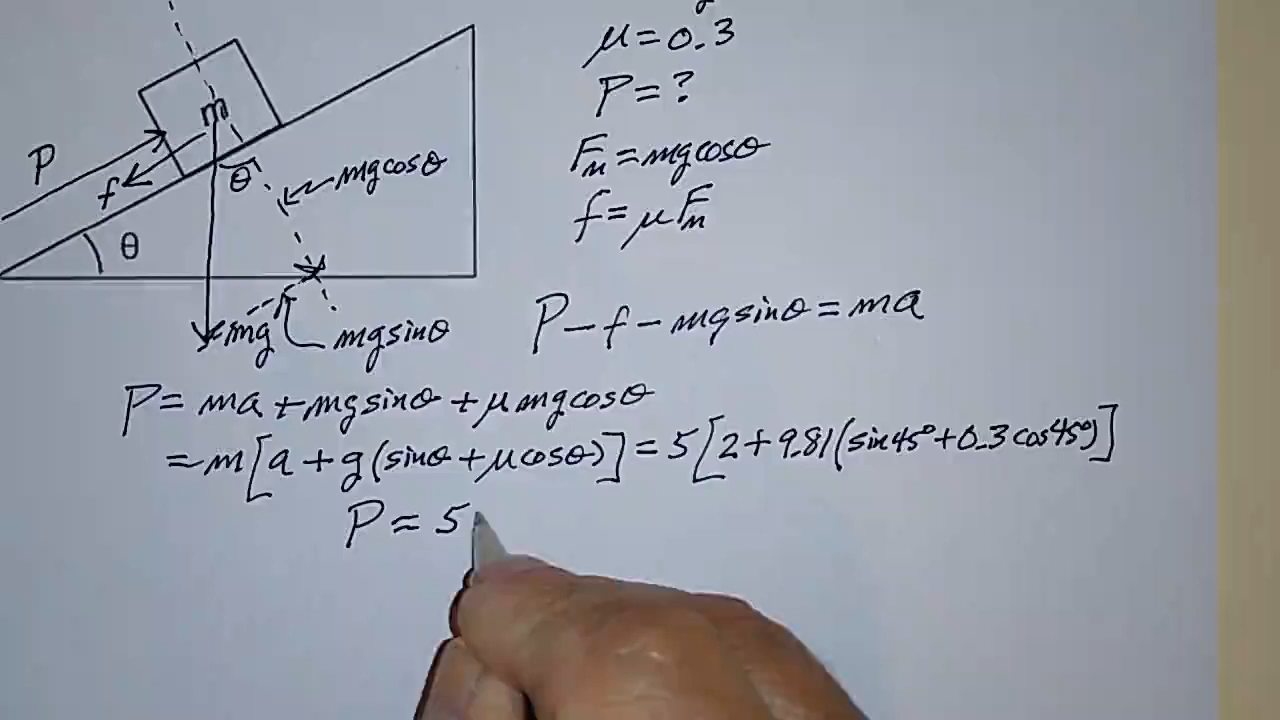 μ = 0.3
P = ?
Fₙ = mgcosθ
f = μFₙ
m
P
f
θ
mgcosθ
θ
mg
mgsinθ
P - f - mgsinθ = ma
P = ma + mgsinθ + μmgcosθ
= m[a + g(sinθ + μcosθ)] = 5[2 + 9.81(sin45° + 0.3cos45°)]
P ≈ 5